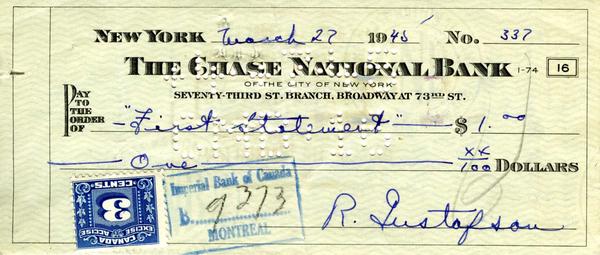 NEW YORK March 27 1945 No. 337
THE CHASE NATIONAL BANK 1-74 16
OF THE CITY OF NEW YORK
SEVENTY-THIRD ST. BRANCH, BROADWAY AT 73RD ST.
PAY TO THE ORDER OF "First Statement" $1.00
One xx/100 DOLLARS
Imperial Bank of Canada
B. 9373
MONTREAL
R. Gustafson
3
CENTS
CANADA
EXCISE ACCISE